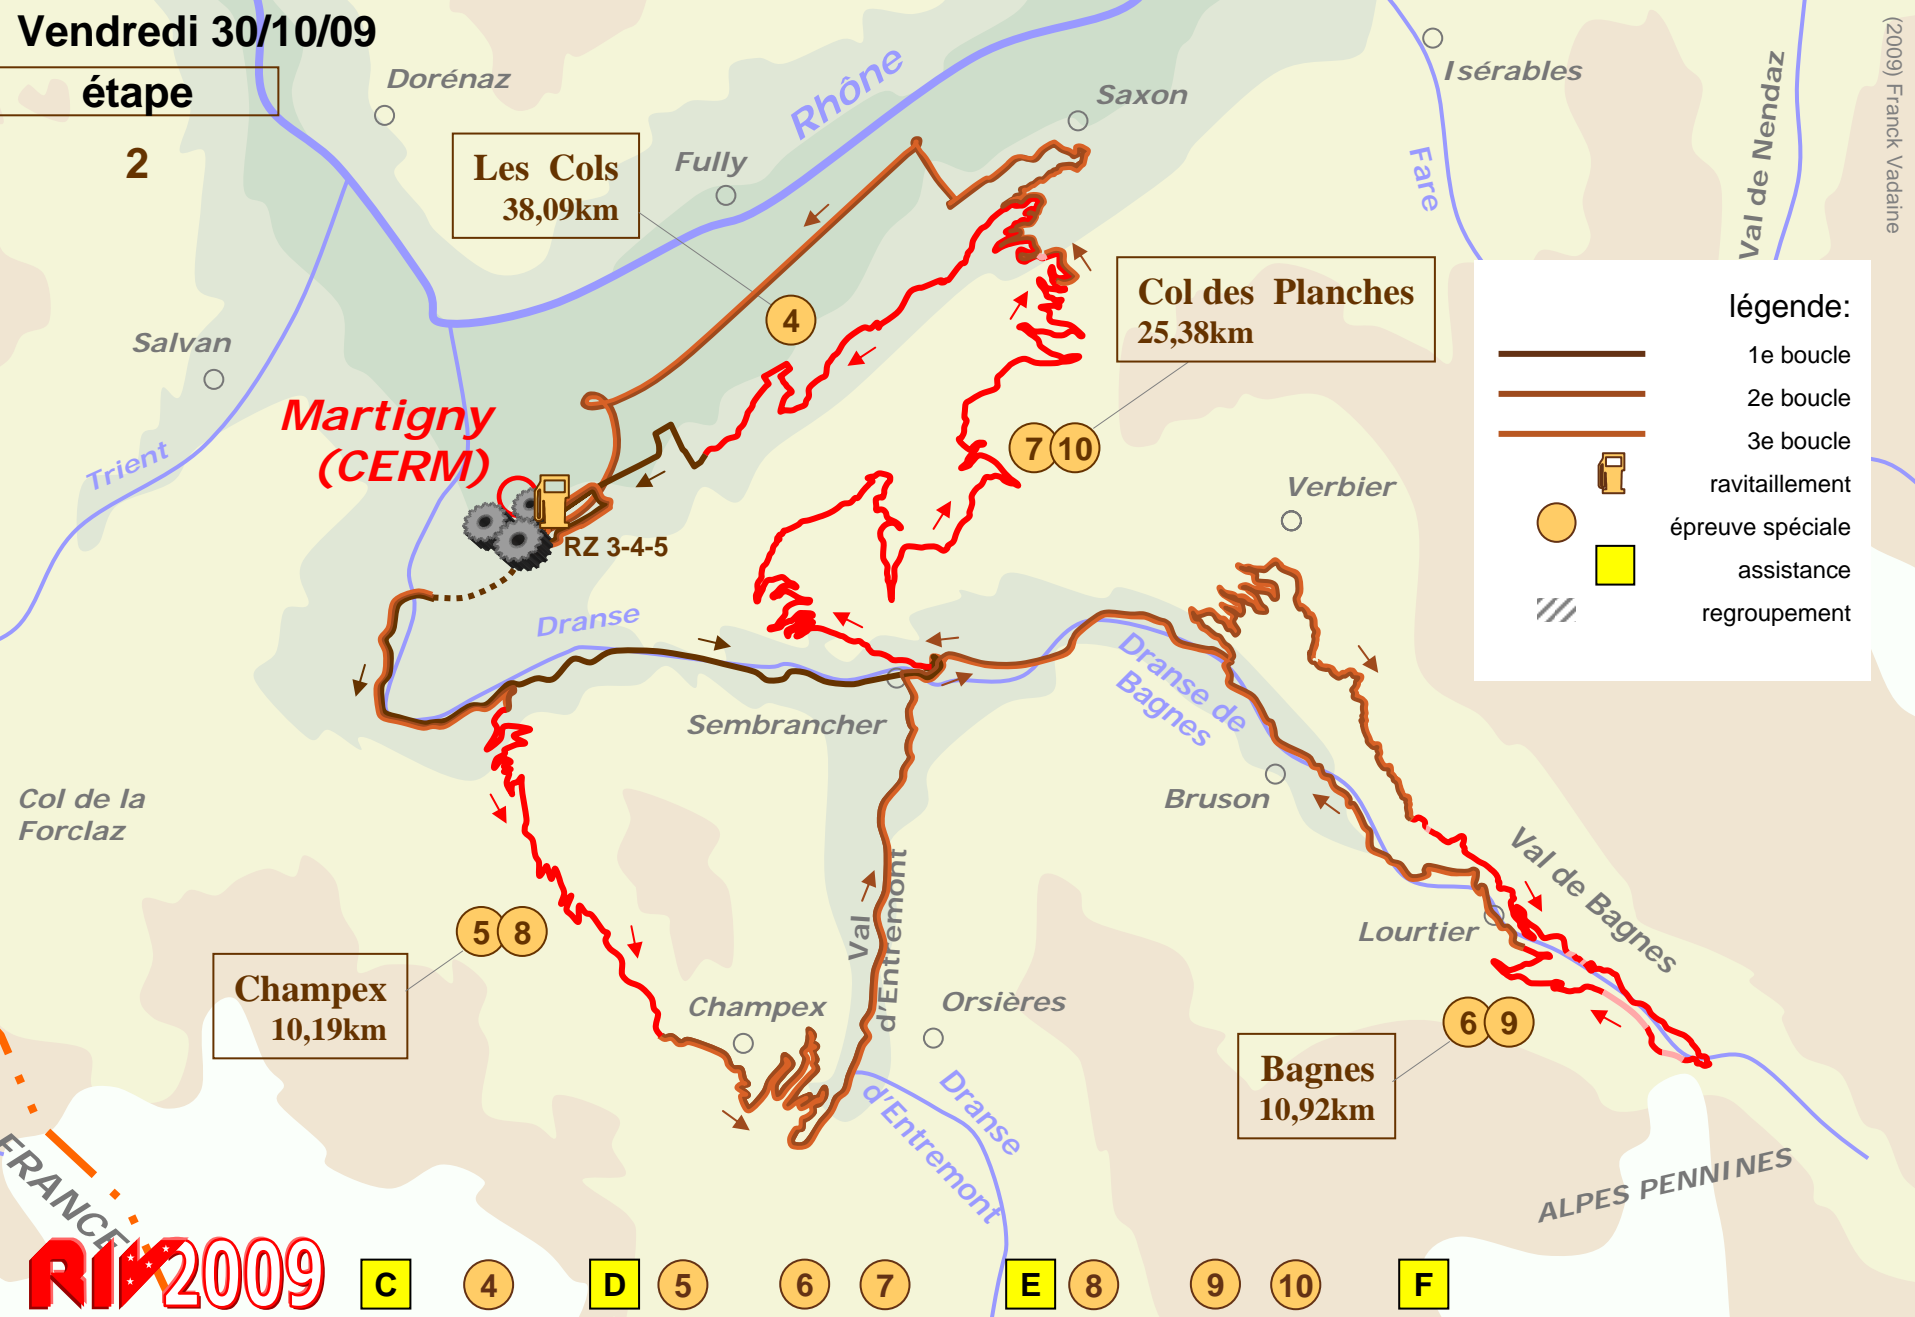 Vendredi 30/10/09
étape
2
(2009) Franck Vadaine
Dorénaz
Rhône
Saxon
Isérables
Fare
Val de Nendaz
Les Cols
38,09km
Fully
4
Col des Planches
25,38km
7 10
Salvan
Martigny
(CERM)
Trient
RZ 3-4-5
légende:
1e boucle
2e boucle
3e boucle
ravitaillement
épreuve spéciale
assistance
regroupement
Verbier
Dranse
Sembrancher
Dranse de
Bagnes
Bruson
Col de la
Forclaz
Val de Bagnes
Lourtier
5 8
Champex
10,19km
Champex
Val
d'Entremont
Orsières
6 9
Bagnes
10,92km
Dranse
d'Entremont
ALPES PENNINES
FRANCE
RIV 2009
C 4 D 5 6 7 E 8 9 10 F